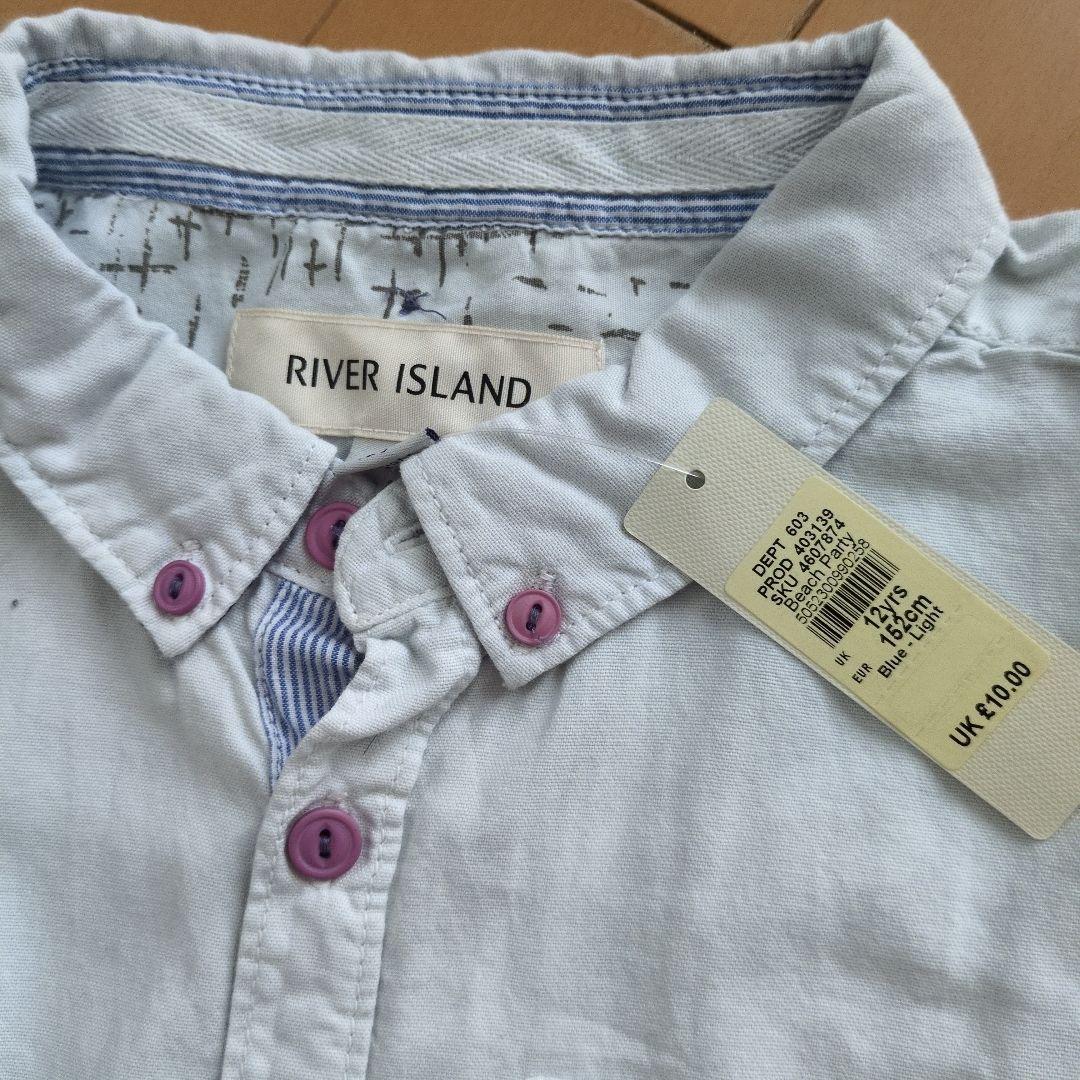 RIVER ISLAND
DEPT 603
PROD 403139
SKU 4607874
Beach Party
5052300990258
UK 12yrs
EUR 152cm
Blue - Light
UK £10.00